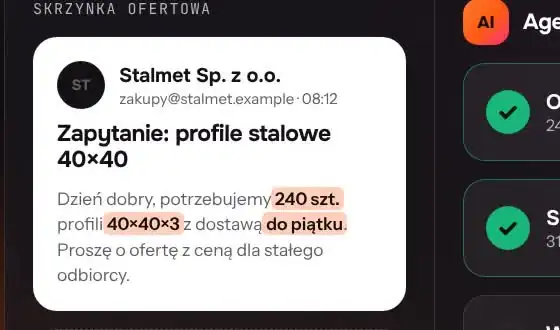 SKRZYNKA OFERTOWA
ST
Stalmet Sp. z o.o.
zakupy@stalmet.example · 08:12
Zapytanie: profile stalowe
40×40
Dzień dobry, potrzebujemy 240 szt.
profili 40×40×3 z dostawą do piątku.
Proszę o ofertę z ceną dla stałego
odbiorcy.
AI